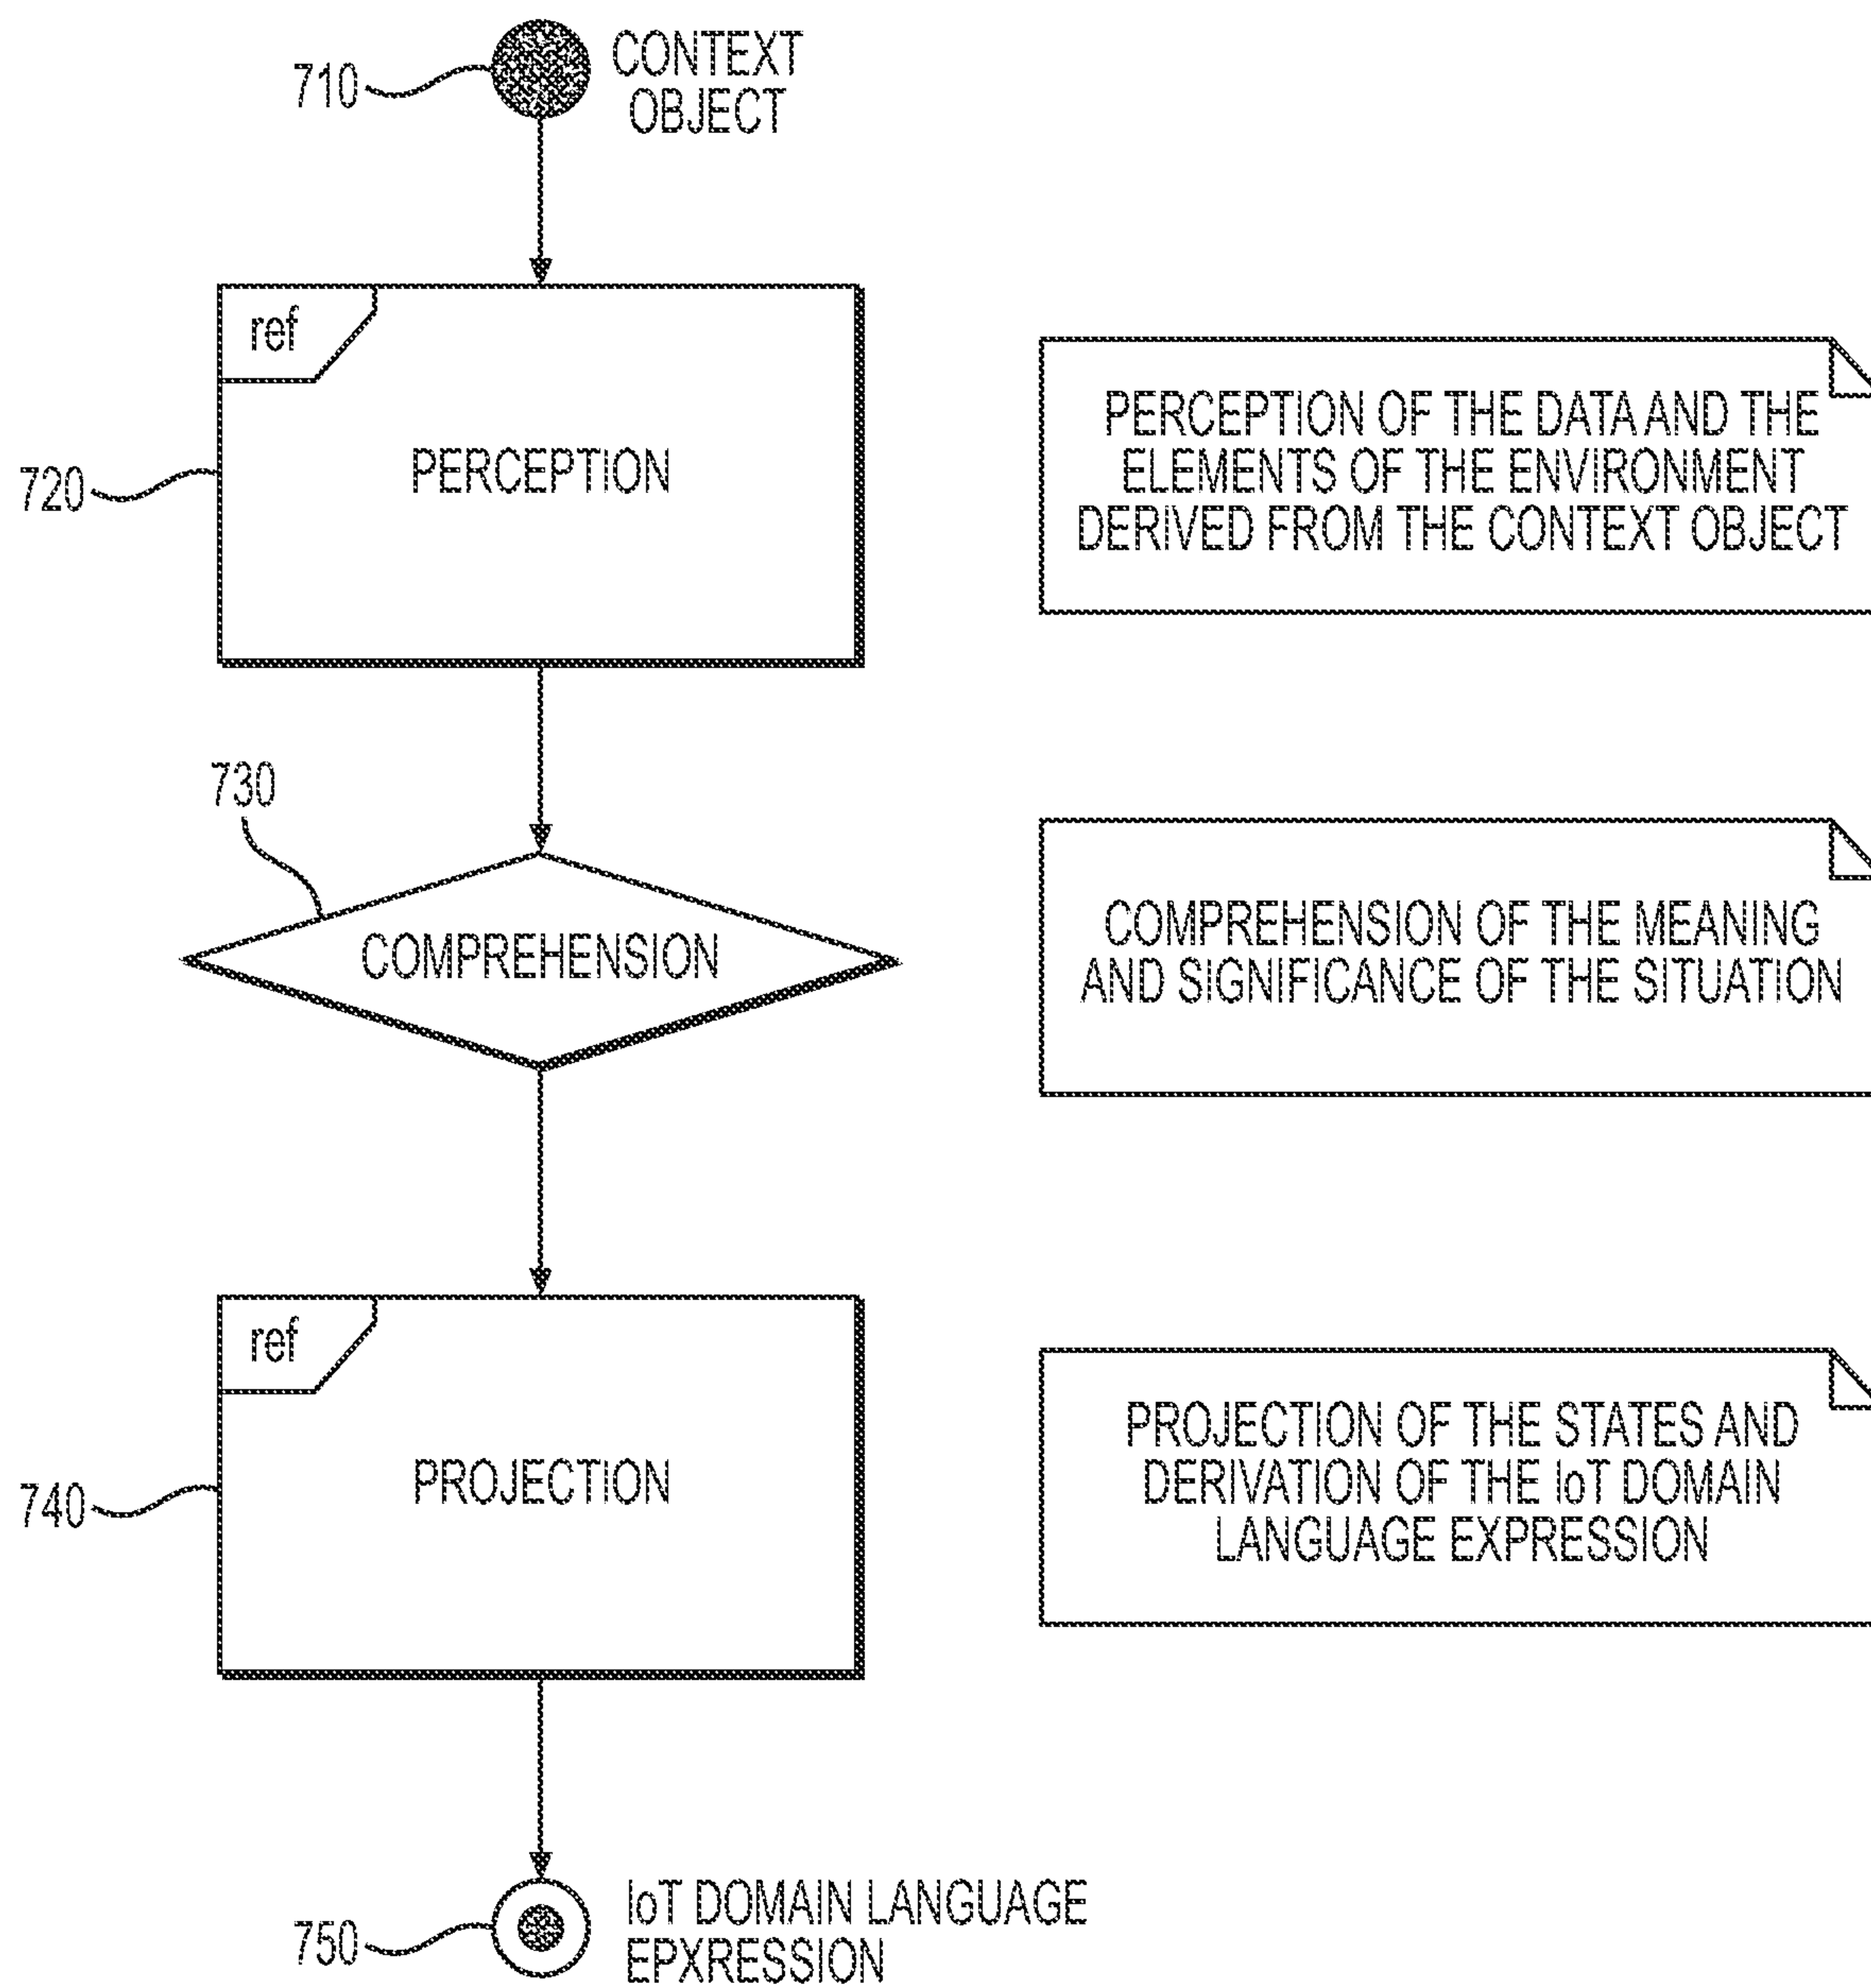 710
CONTEXT
OBJECT
ref
720
PERCEPTION
PERCEPTION OF THE DATA AND THE
ELEMENTS OF THE ENVIRONMENT
DERIVED FROM THE CONTEXT OBJECT
730
COMPREHENSION
COMPREHENSION OF THE MEANING
AND SIGNIFICANCE OF THE SITUATION
ref
740
PROJECTION
PROJECTION OF THE STATES AND
DERIVATION OF THE IoT DOMAIN
LANGUAGE EXPRESSION
750
IoT DOMAIN LANGUAGE
EPXRESSION